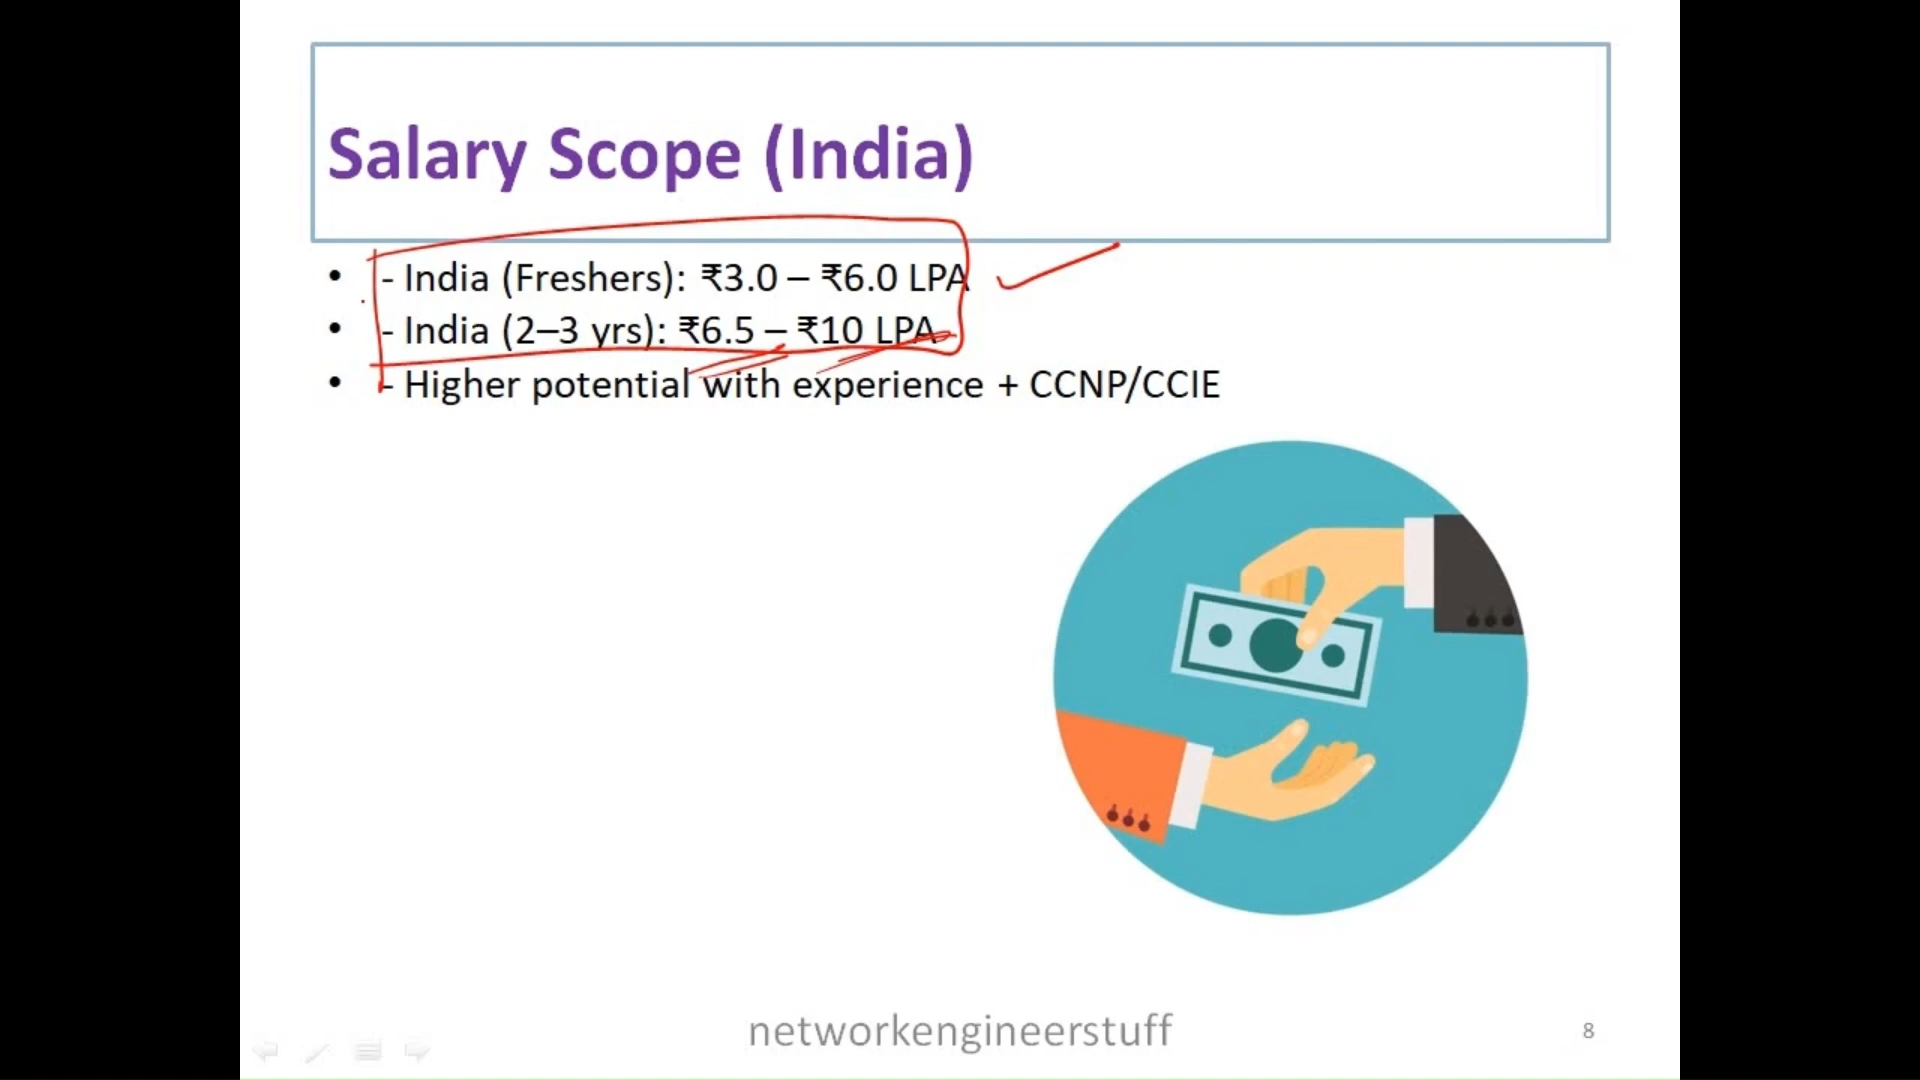 Salary Scope (India)
• - India (Freshers): ₹3.0 – ₹6.0 LPA
• - India (2–3 yrs): ₹6.5 – ₹10 LPA
• - Higher potential with experience + CCNP/CCIE
networkengineerstuff
8